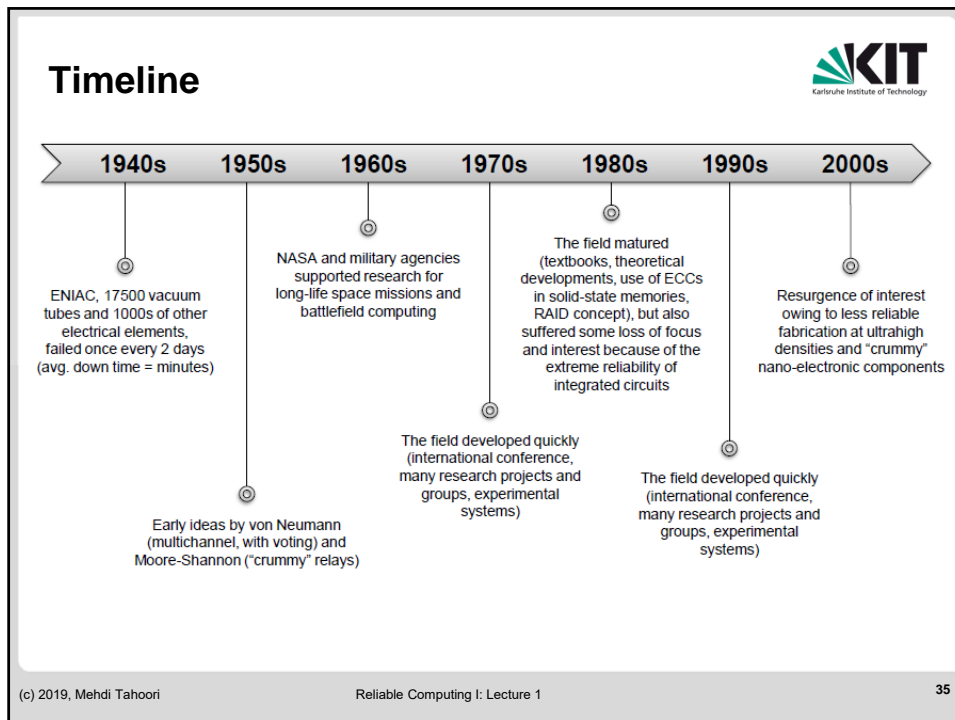 Timeline
KIT
Karlsruhe Institute of Technology
1940s 1950s 1960s 1970s 1980s 1990s 2000s
ENIAC, 17500 vacuum
tubes and 1000s of other
electrical elements,
failed once every 2 days
(avg. down time = minutes)
Early ideas by von Neumann
(multichannel, with voting) and
Moore-Shannon (“crummy” relays)
NASA and military agencies
supported research for
long-life space missions and
battlefield computing
The field developed quickly
(international conference,
many research projects and
groups, experimental
systems)
The field matured
(textbooks, theoretical
developments, use of ECCs
in solid-state memories,
RAID concept), but also
suffered some loss of focus
and interest because of the
extreme reliability of
integrated circuits
The field developed quickly
(international conference,
many research projects and
groups, experimental
systems)
Resurgence of interest
owing to less reliable
fabrication at ultrahigh
densities and “crummy”
nano-electronic components
(c) 2019, Mehdi Tahoori
Reliable Computing I: Lecture 1
35